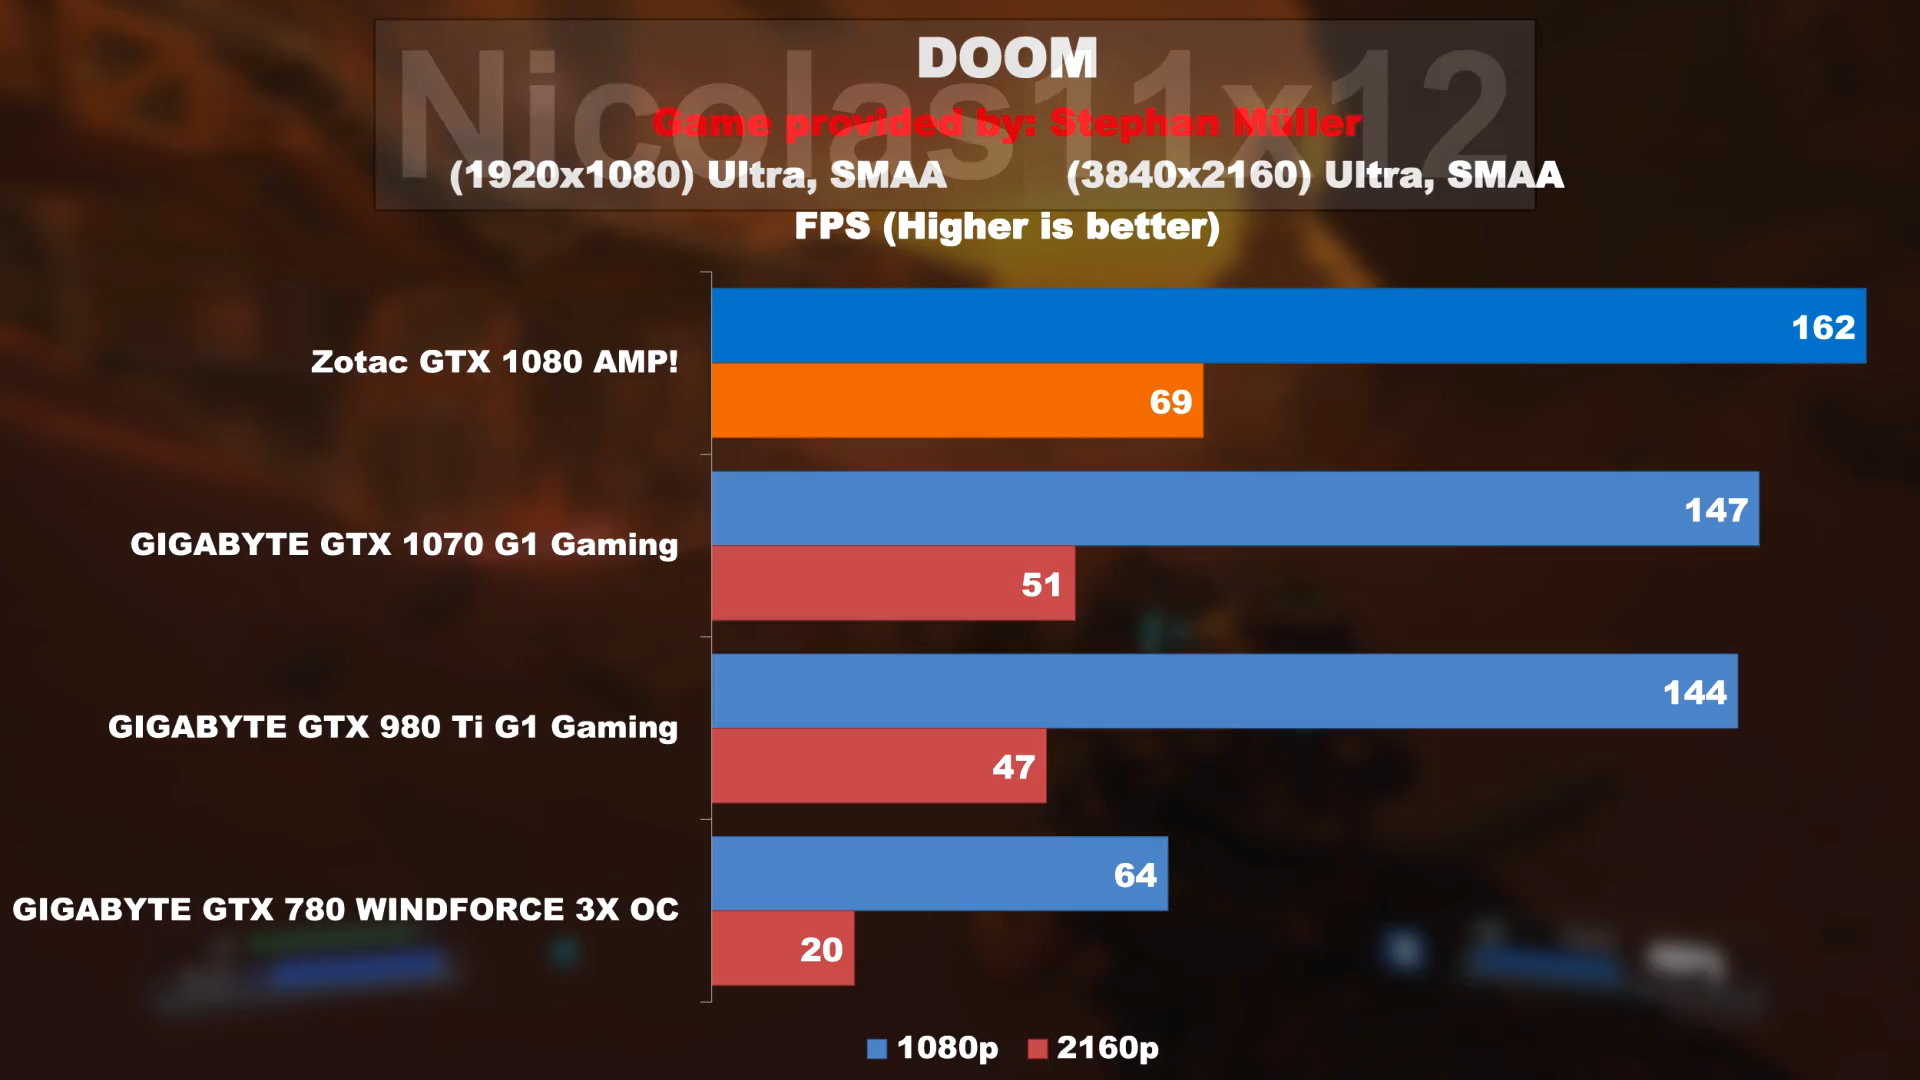 Nicolas11x12
DOOM
Game provided by: Stephan Müller
(1920x1080) Ultra, SMAA (3840x2160) Ultra, SMAA
FPS (Higher is better)
Zotac GTX 1080 AMP!
162
69
GIGABYTE GTX 1070 G1 Gaming
147
51
GIGABYTE GTX 980 Ti G1 Gaming
144
47
GIGABYTE GTX 780 WINDFORCE 3X OC
64
20
1080p 2160p